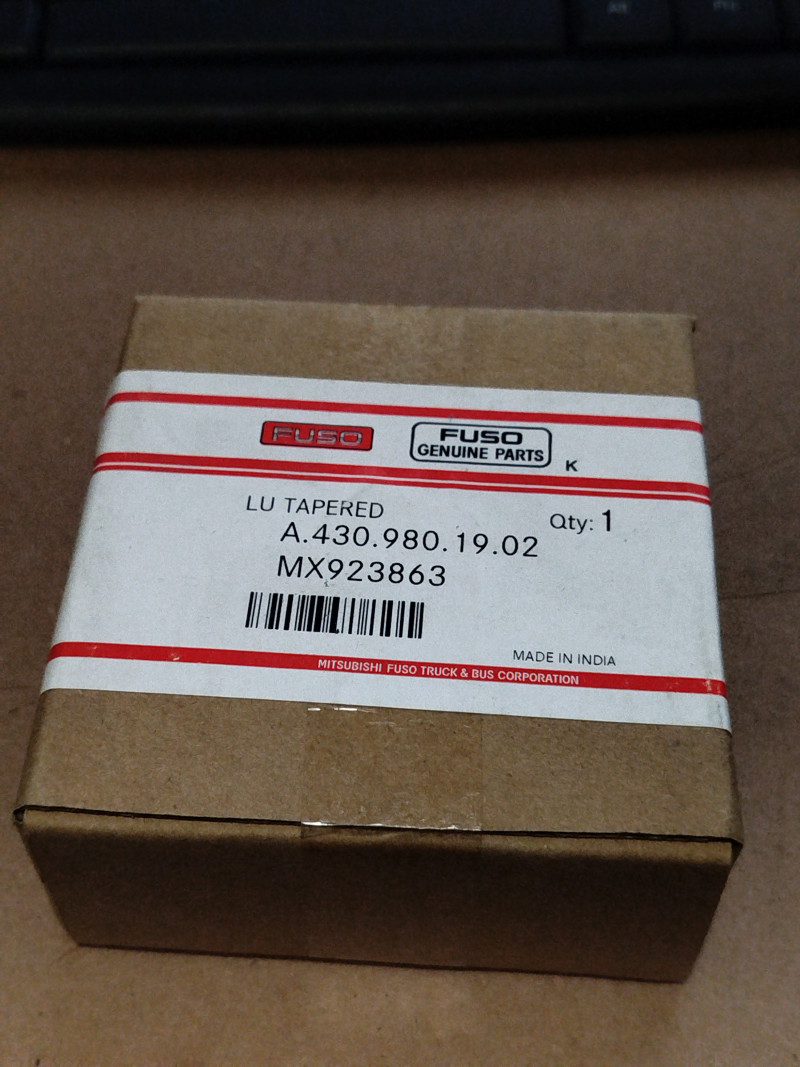 Alt
FUSO
FUSO
GENUINE PARTS
K
LU TAPERED
Qty: 1
A.430.980.19.02
MX923863
MADE IN INDIA
MITSUBISHI FUSO TRUCK & BUS CORPORATION